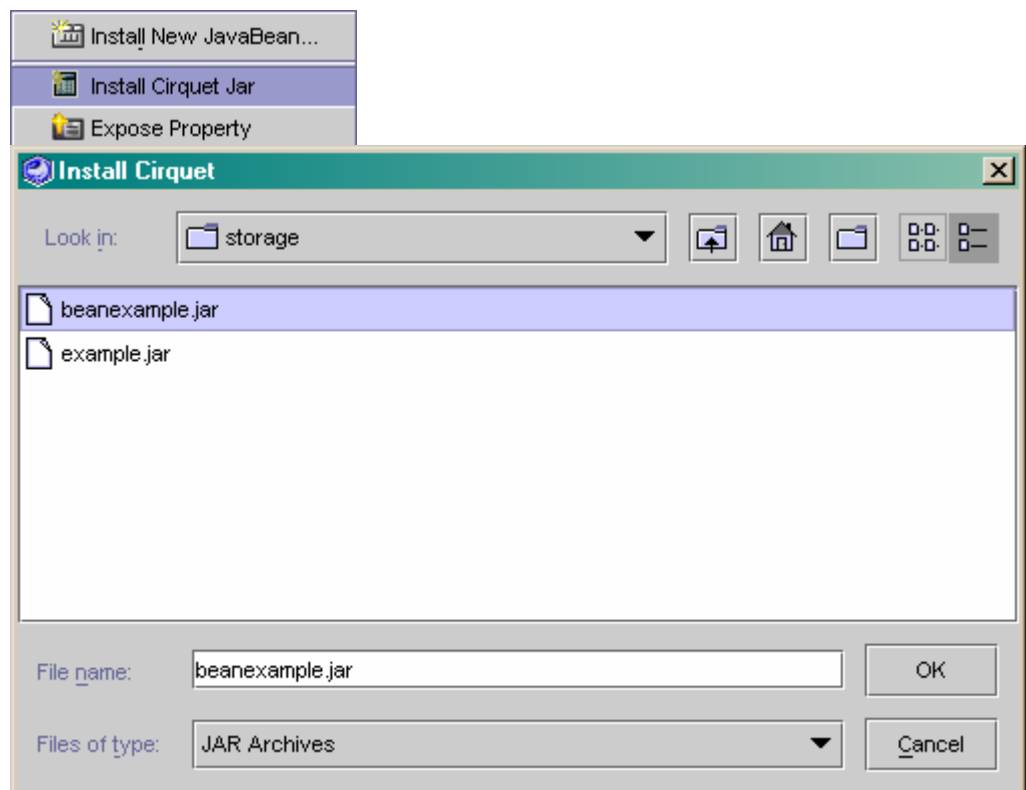 Install New JavaBean...
Install Cirquet Jar
Expose Property
Install Cirquet
Look in:
storage
beanexample.jar
example.jar
File name:
beanexample.jar
OK
Files of type:
JAR Archives
Cancel